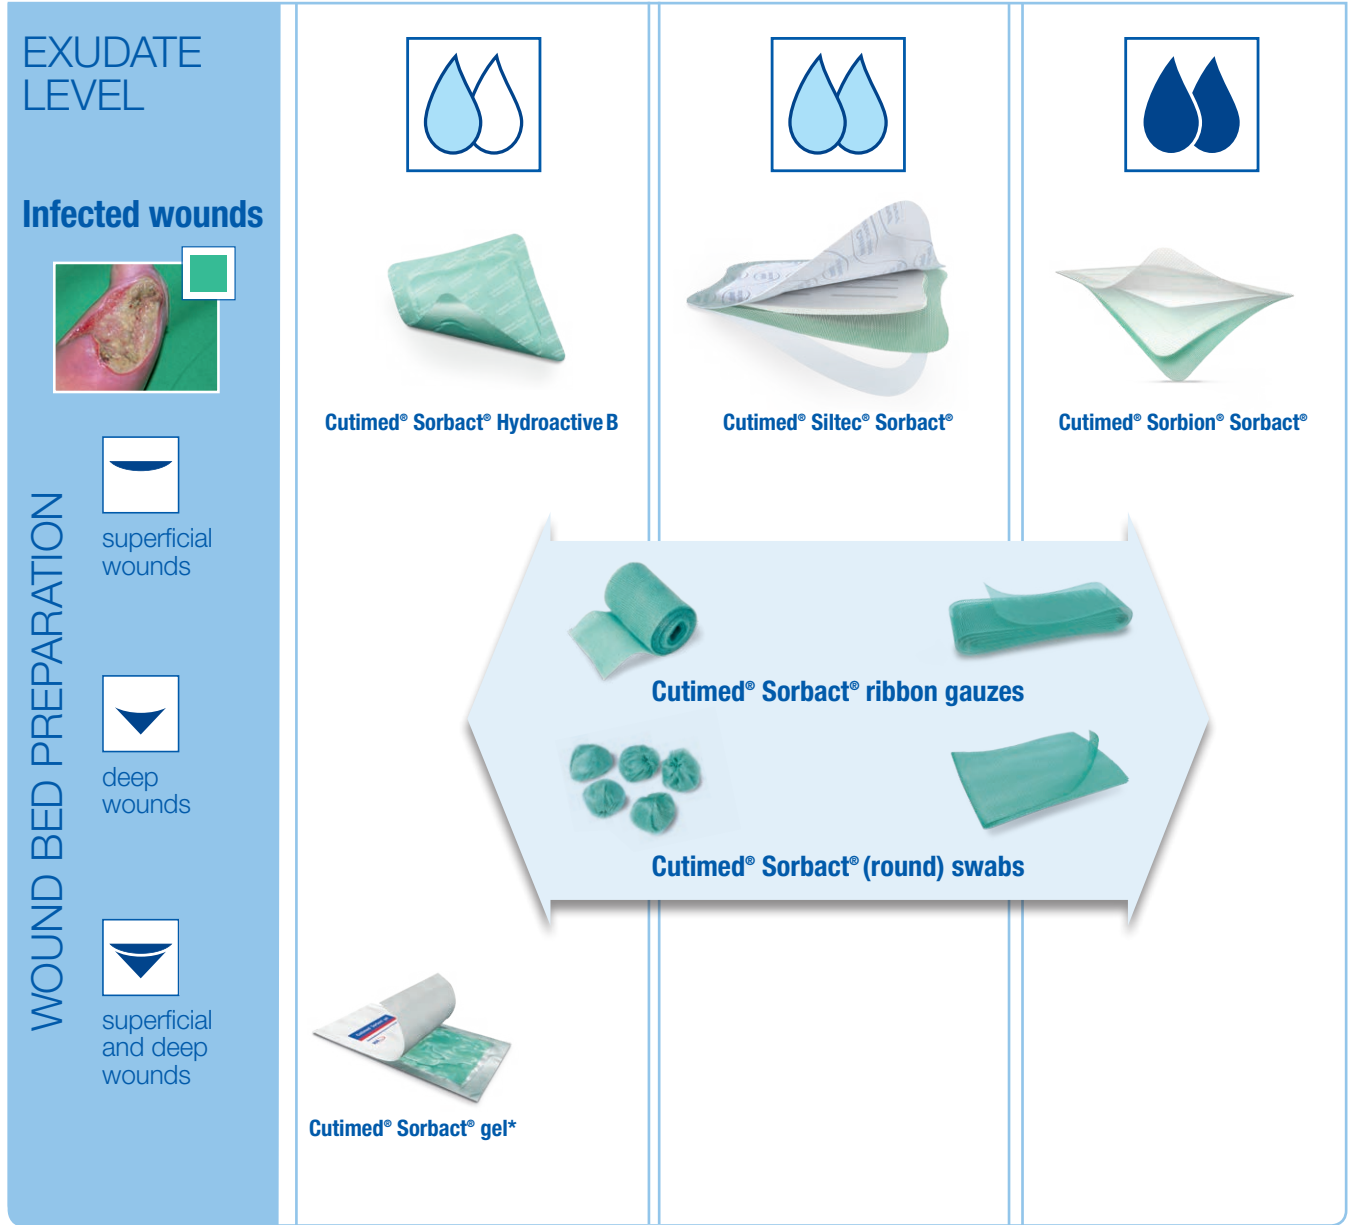 EXUDATE
LEVEL
Infected wounds
Cutimed® Sorbact® Hydroactive B
Cutimed® Siltec® Sorbact®
Cutimed® Sorbion® Sorbact®
WOUND BED PREPARATION
superficial
wounds
Cutimed® Sorbact® ribbon gauzes
deep
wounds
Cutimed® Sorbact® (round) swabs
superficial
and deep
wounds
Cutimed® Sorbact® gel*